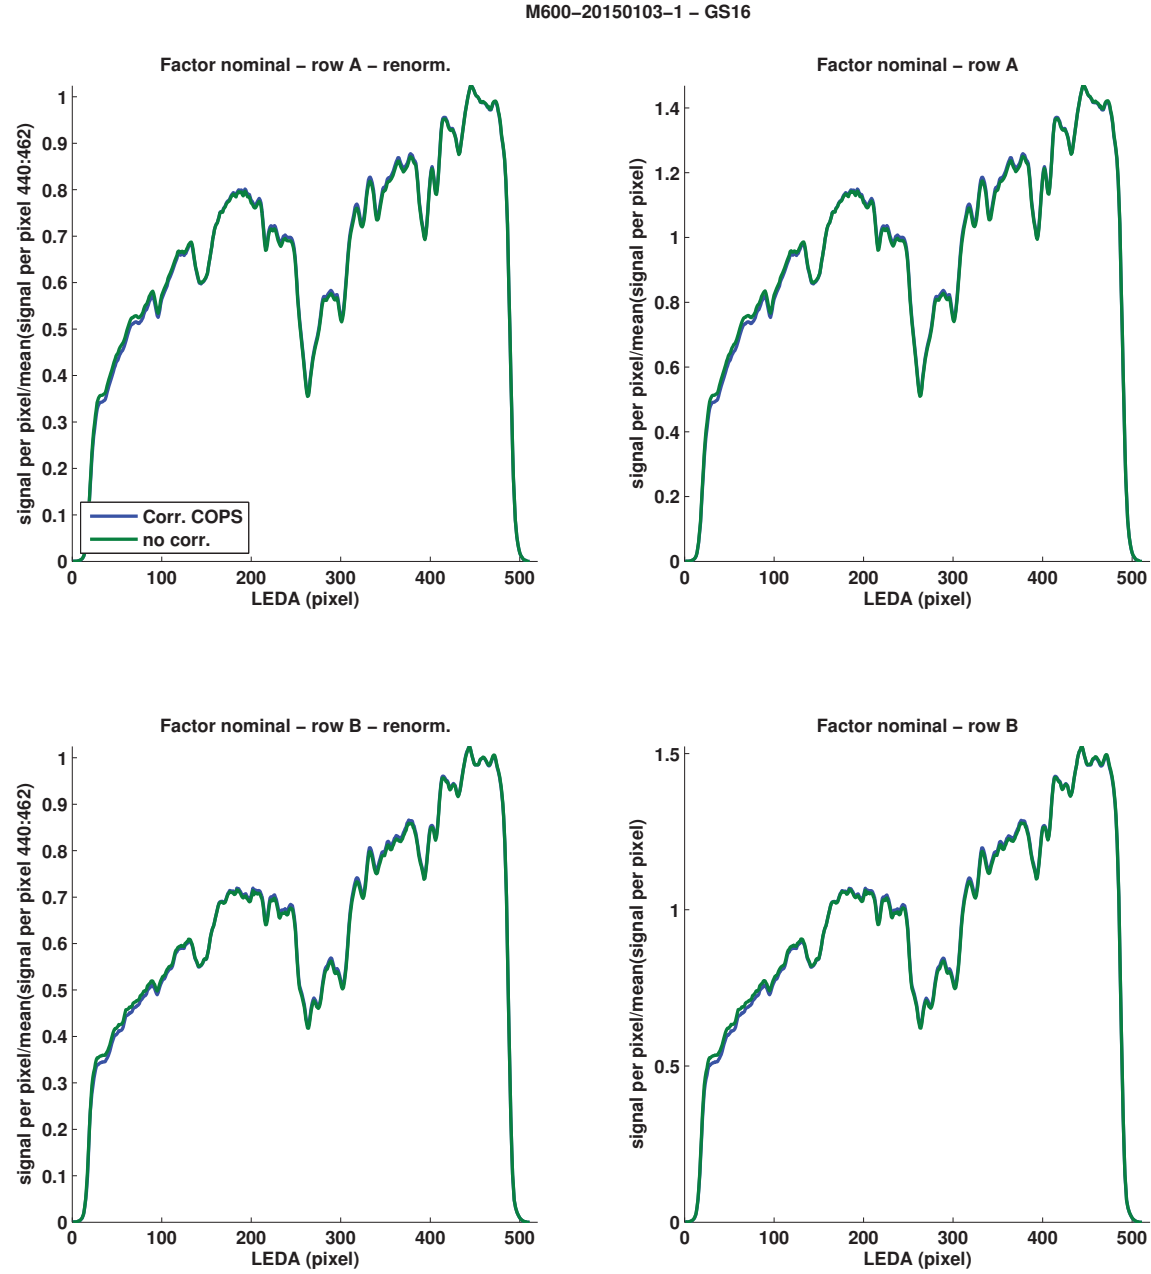 M600−20150103−1 − GS16
Factor nominal − row A − renorm.
signal per pixel/mean(signal per pixel 440:462)
1
0.9
0.8
0.7
0.6
0.5
0.4
0.3
0.2
0.1
0
Corr. COPS
no corr.
0 100 200 300 400 500
LEDA (pixel)
Factor nominal − row A
signal per pixel/mean(signal per pixel)
1.4
1.2
1
0.8
0.6
0.4
0.2
0
0 100 200 300 400 500
LEDA (pixel)
Factor nominal − row B − renorm.
signal per pixel/mean(signal per pixel 440:462)
1
0.9
0.8
0.7
0.6
0.5
0.4
0.3
0.2
0.1
0
0 100 200 300 400 500
LEDA (pixel)
Factor nominal − row B
signal per pixel/mean(signal per pixel)
1.5
1
0.5
0
0 100 200 300 400 500
LEDA (pixel)